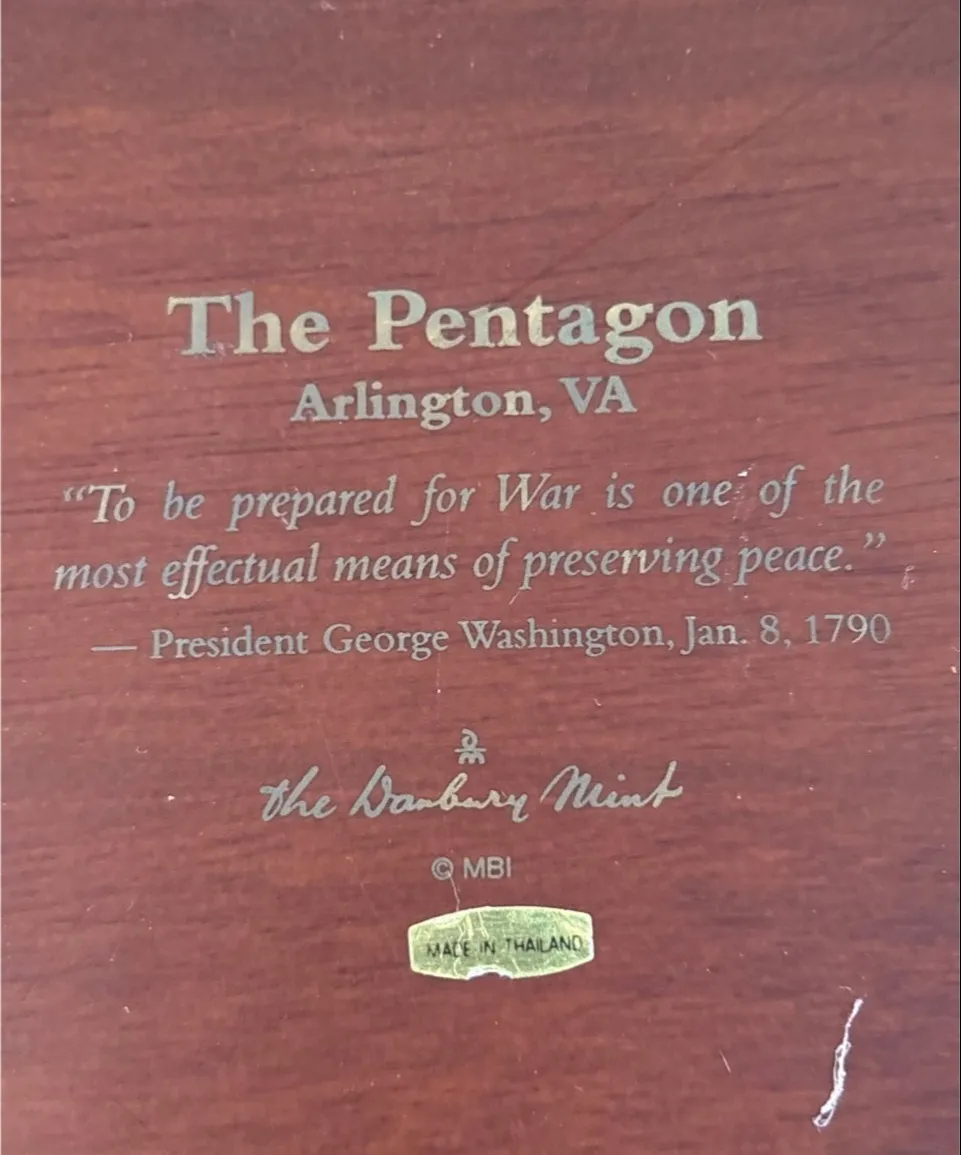 The Pentagon
Arlington, VA
“To be prepared for War is one of the
most effectual means of preserving peace.”
— President George Washington, Jan. 8, 1790
the Danbury Mint
© MBI
MADE IN THAILAND